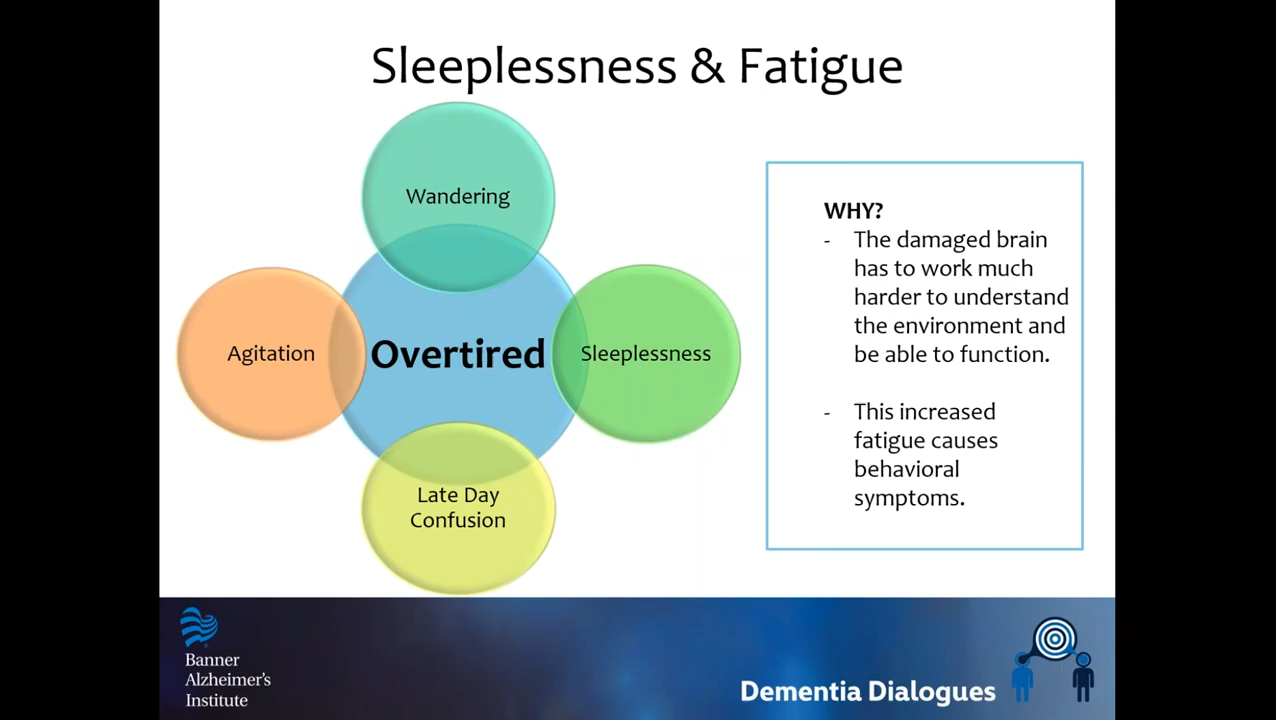 Sleeplessness & Fatigue
Wandering
Agitation
Overtired
Sleeplessness
Late Day
Confusion
WHY?
- The damaged brain
has to work much
harder to understand
the environment and
be able to function.
- This increased
fatigue causes
behavioral
symptoms.
Banner
Alzheimer's
Institute
Dementia Dialogues